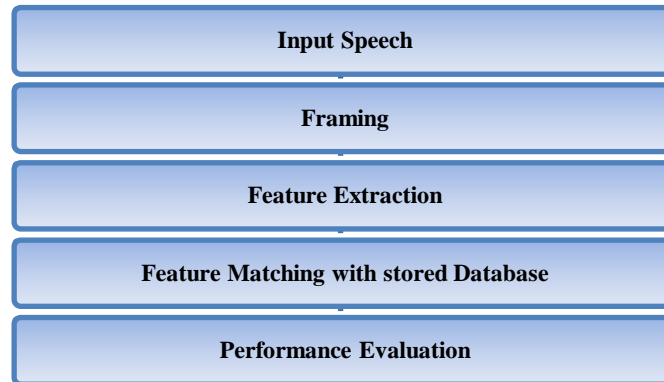 Input Speech
Framing
Feature Extraction
Feature Matching with stored Database
Performance Evaluation